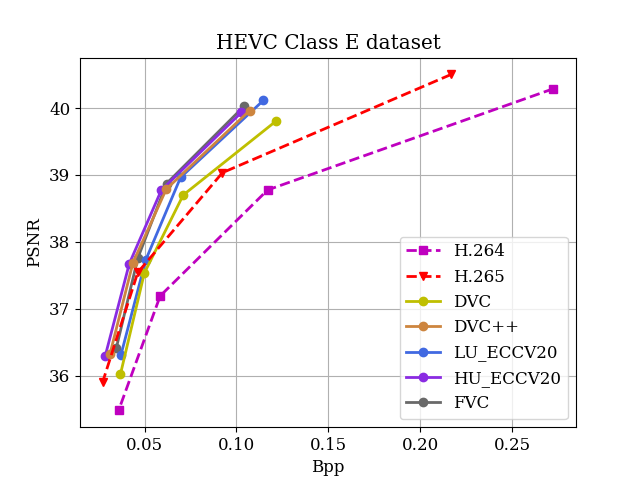 HEVC Class E dataset
PSNR
40
39
38
37
36
0.05 0.10 0.15 0.20 0.25
Bpp
H.264
H.265
DVC
DVC++
LU_ECCV20
HU_ECCV20
FVC